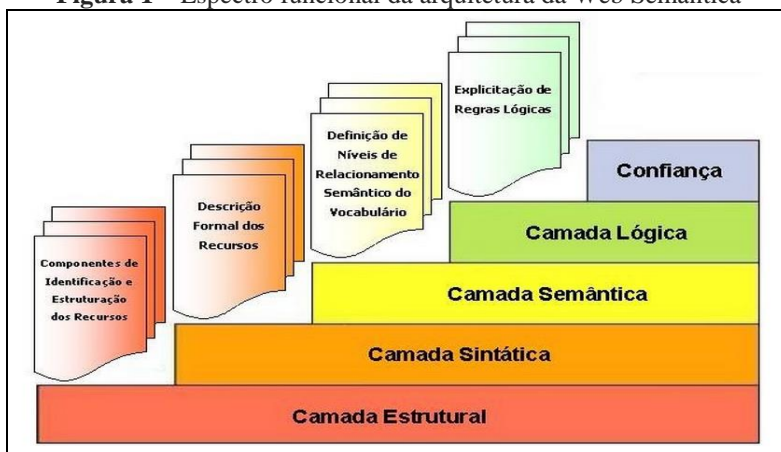 Figura 1 – Espectro funcional da arquitetura da Web Semântica
Explicitação de
Regras Lógicas
Definição de
Níveis de
Relacionamento
Semântico do
Vocabulário
Confiança
Descrição
Formal dos
Recursos
Camada Lógica
Componentes de
Identificação e
Estruturação
dos Recursos
Camada Semântica
Camada Sintática
Camada Estrutural